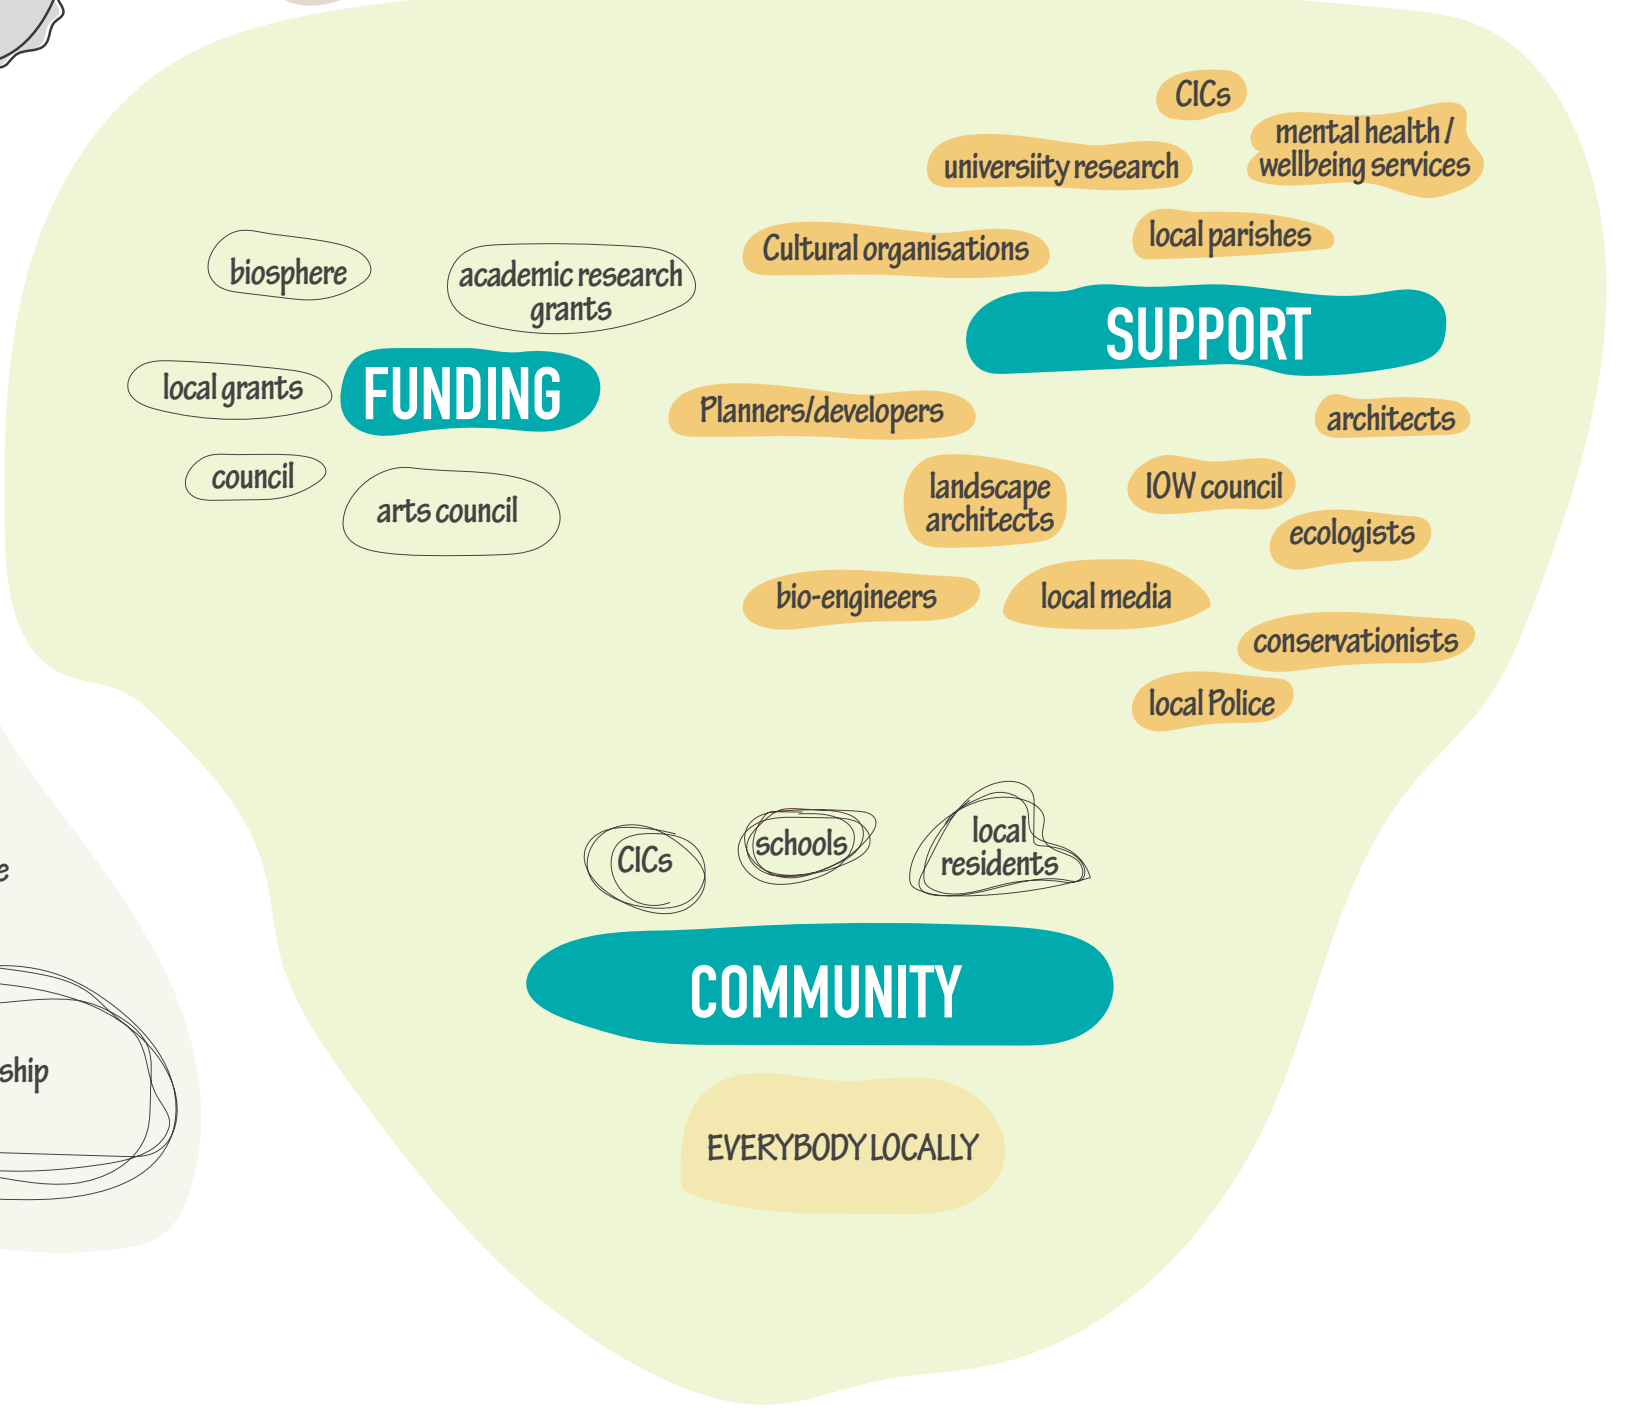 CICs
mental health /
wellbeing services
universiity research
local parishes
Cultural organisations
SUPPORT
biosphere
academic research
grants
local grants
FUNDING
council
arts council
Planners/developers
architects
landscape
architects
IOW council
ecologists
bio-engineers
local media
conservationists
local Police
CICs
schools
local
residents
COMMUNITY
EVERYBODY LOCALLY